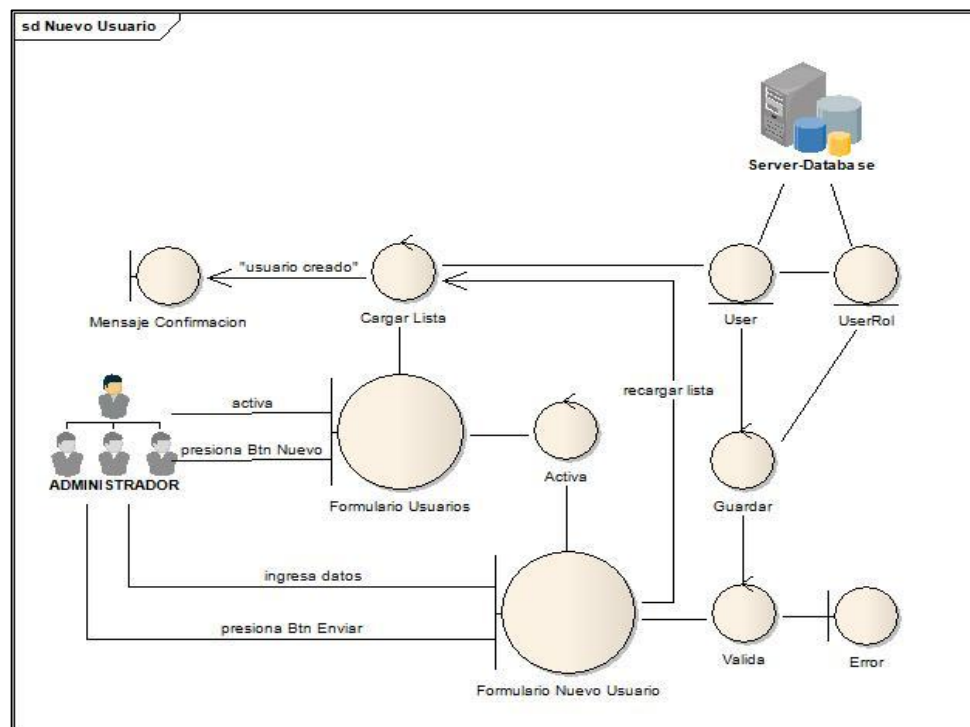 sd Nuevo Usuario
Server-Database
"usuario creado"
Mensaje Confirmacion
Cargar Lista
User
UserRol
recargar lista
activa
presiona Btn Nuevo
ADMINISTRADOR
Formulario Usuarios
Activa
Guardar
ingresa datos
presiona Btn Enviar
Formulario Nuevo Usuario
Valida
Error